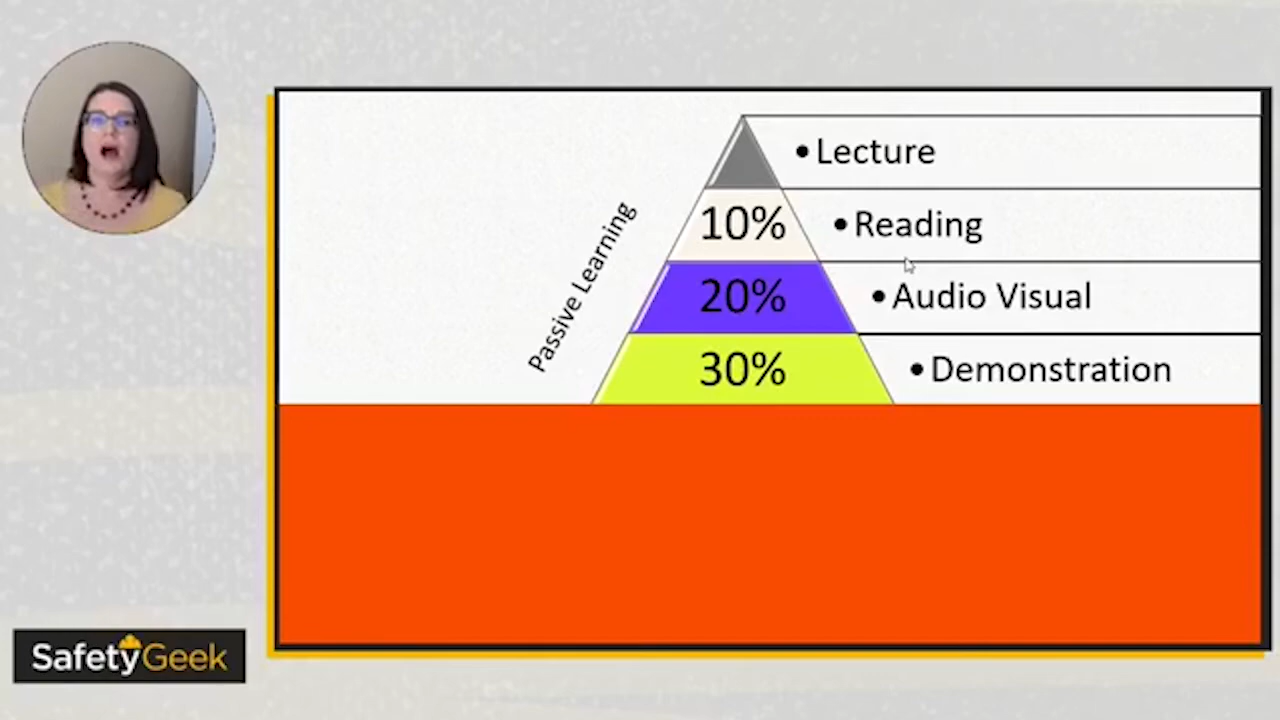 • Lecture
10%
• Reading
20%
• Audio Visual
30%
• Demonstration
Passive Learning
SafetyGeek